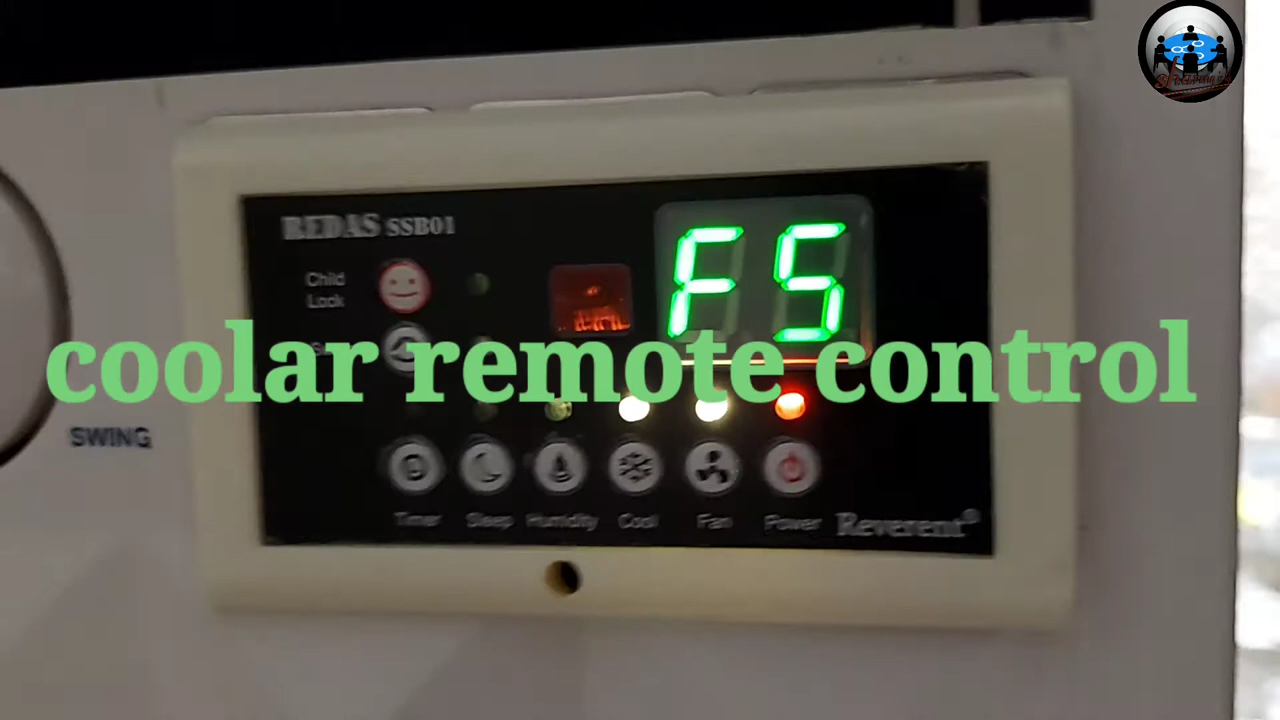 REDAS SSB01
Child
Lock
F5
coolar remote control
SWING
Timer Sleep Humidity Cool Fan Power
Reverent®